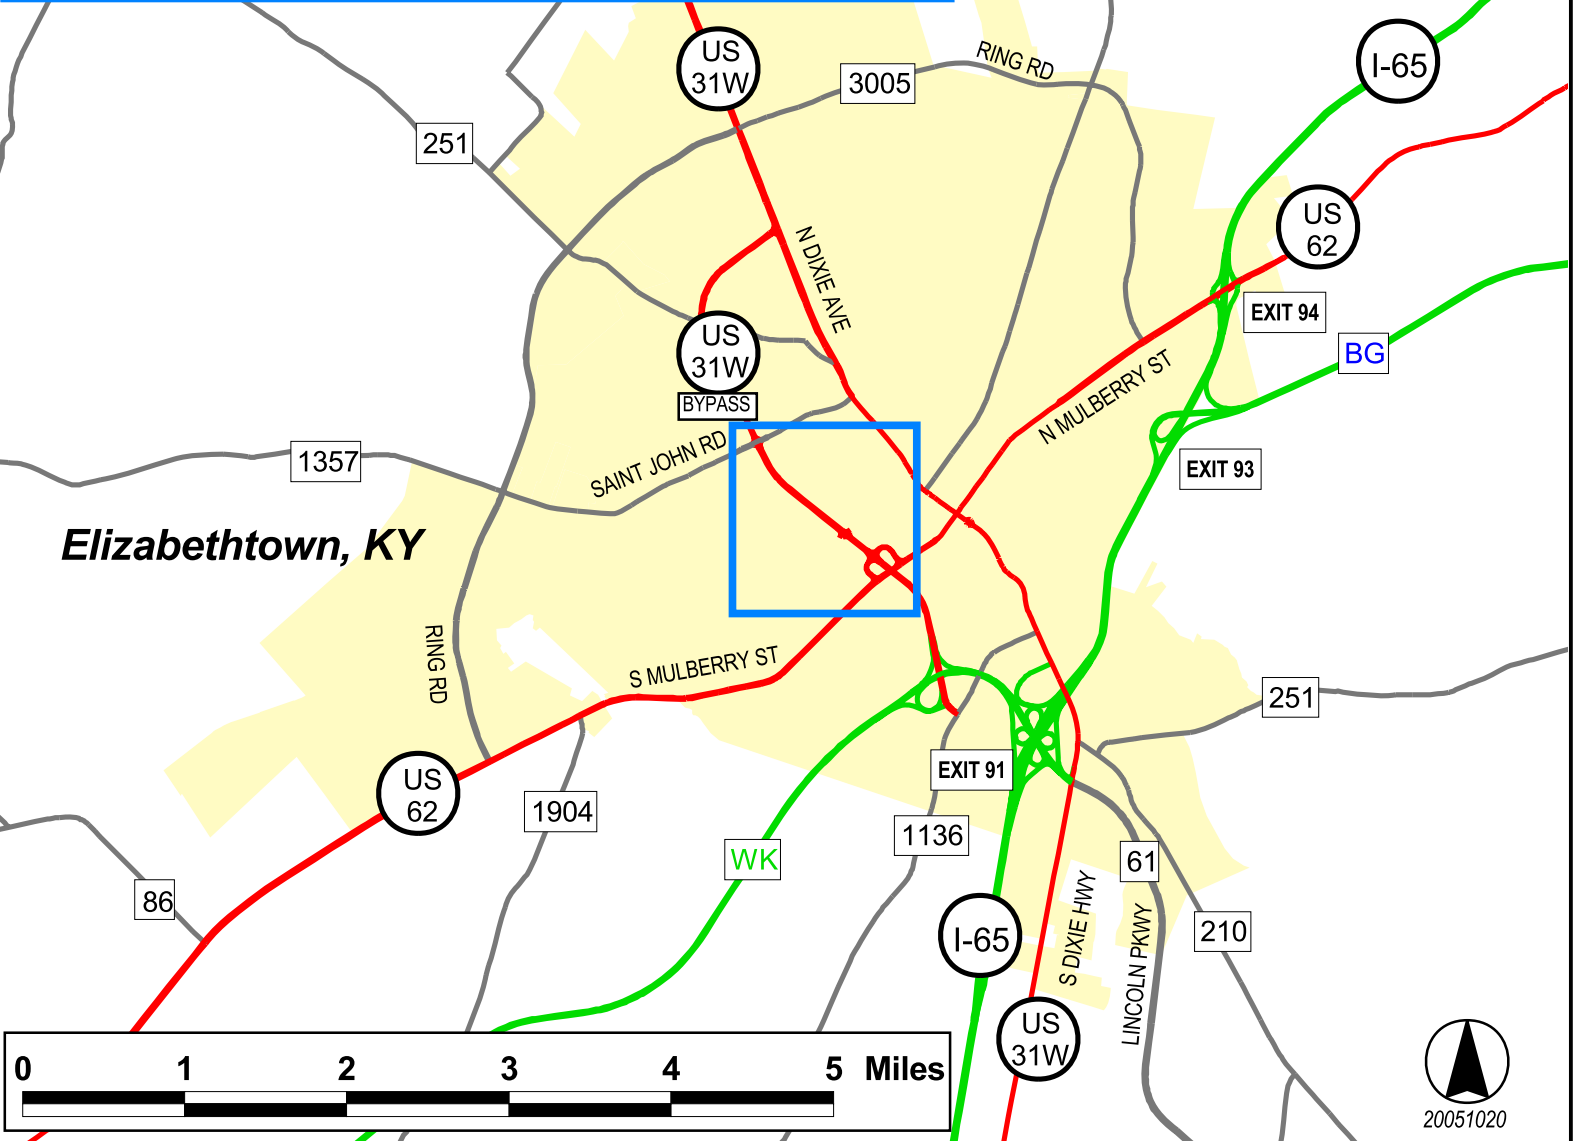 US
31W
RING RD
3005
I-65
251
US
62
N DIXIE AVE
EXIT 94
US
31W
BYPASS
BG
N MULBERRY ST
SAINT JOHN RD
1357
EXIT 93
Elizabethtown, KY
RING RD
S MULBERRY ST
251
US
62
EXIT 91
1904
1136
WK
61
86
S DIXIE HWY
LINCOLN PKWY
210
I-65
US
31W
0 1 2 3 4 5 Miles
20051020